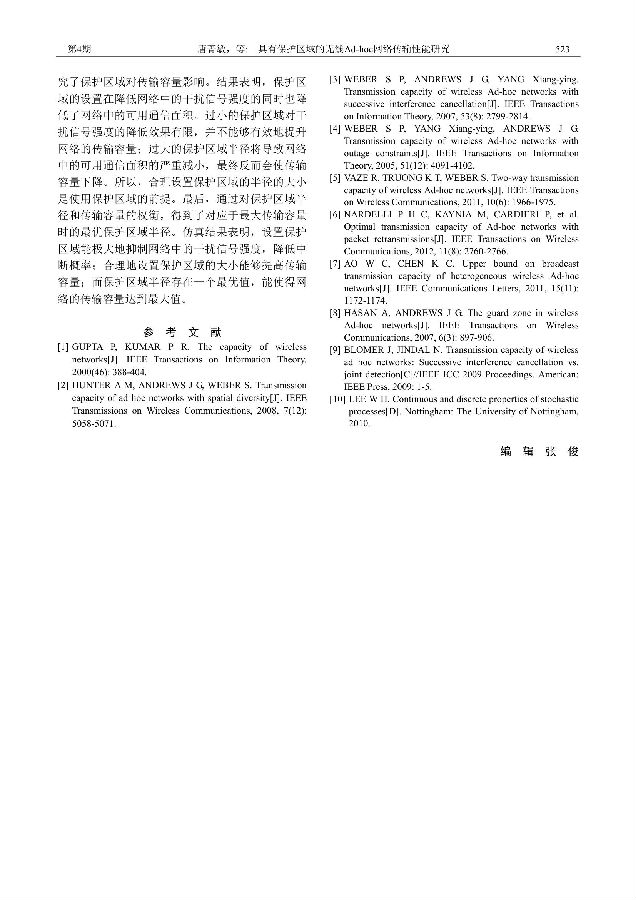 第4期
唐菁敏，等：具有保护区域的无线Ad-hoc网络传输性能研究
523
究了保护区域对传输容量影响。结果表明，保护区
域的设置在降低网络中的干扰信号强度的同时也降
低了网络中的可用通信面积。过小的保护区域对干
扰信号强度的降低效果有限，并不能够有效地提升
网络的传输容量；过大的保护区域半径将导致网络
中的可用通信面积的严重减小，最终反而会使传输
容量下降。所以，合理设置保护区域的半径的大小
是使用保护区域的前提。最后，通过对保护区域半
径和传输容量的权衡，得到了对应于最大传输容量
时的最优保护区域半径。仿真结果表明，设置保护
区域能极大地抑制网络中的干扰信号强度，降低中
断概率；合理地设置保护区域的大小能够提高传输
容量；而保护区域半径存在一个最优值，能使得网
络的传输容量达到最大值。
参 考 文 献
[1] GUPTA P, KUMAR P R. The capacity of wireless
networks[J]. IEEE Transactions on Information Theory,
2000(46): 388-404.
[2] HUNTER A M, ANDREWS J G, WEBER S. Transmission
capacity of ad hoc networks with spatial diversity[J]. IEEE
Transmissions on Wireless Communications, 2008, 7(12):
5058-5071.
[3] WEBER S P, ANDREWS J G, YANG Xiang-ying.
Transmission capacity of wireless Ad-hoc networks with
successive interference cancellation[J]. IEEE Transactions
on Information Theory, 2007, 53(8): 2799-2814.
[4] WEBER S P, YANG Xiang-ying, ANDREWS J G.
Transmission capacity of wireless Ad-hoc networks with
outage constraints[J]. IEEE Transactions on Information
Theory, 2005, 51(12): 4091-4102.
[5] VAZE R, TRUONG K T, WEBER S. Two-way transmission
capacity of wireless Ad-hoc networks[J]. IEEE Transactions
on Wireless Communications, 2011, 10(6): 1966-1975.
[6] NARDELLI P H C, KAYNIA M, CARDIERI P, et al.
Optimal transmission capacity of Ad-hoc networks with
packet retransmissions[J]. IEEE Transactions on Wireless
Communications, 2012, 11(8): 2760-2766.
[7] AO W C, CHEN K C. Upper bound on broadcast
transmission capacity of heterogeneous wireless Ad-hoc
networks[J]. IEEE Communications Letters, 2011, 15(11):
1172-1174.
[8] HASAN A, ANDREWS J G. The guard zone in wireless
Ad-hoc networks[J]. IEEE Transactions on Wireless
Communications, 2007, 6(3): 897-906.
[9] BLOMER J, JINDAL N. Transmission capacity of wireless
ad hoc networks: Successive interference cancellation vs.
joint detection[C]//IEEE ICC 2009 Proceedings. American:
IEEE Press, 2009: 1-5.
[10] LEE W H. Continuous and discrete properties of stochastic
processes[D]. Nottingham: The University of Nottingham,
2010.
编 辑 张 俊